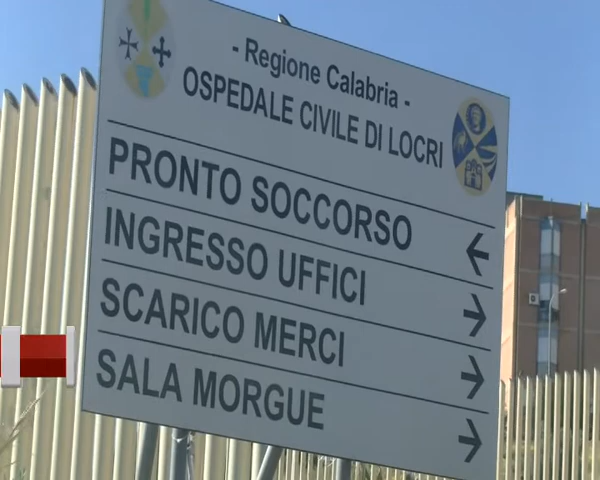 - Regione Calabria -
OSPEDALE CIVILE DI LOCRI
PRONTO SOCCORSO ←
INGRESSO UFFICI →
SCARICO MERCI →
SALA MORGUE →